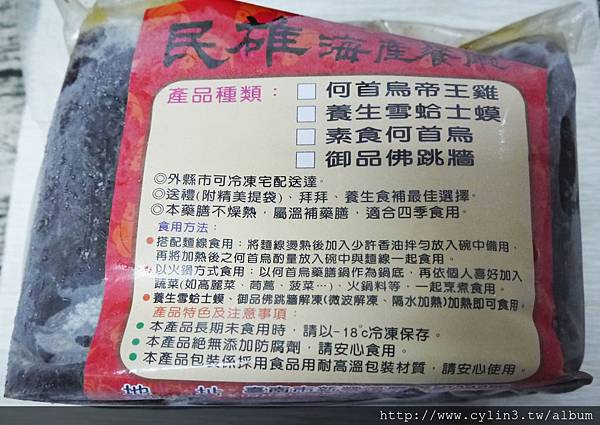 民雄海產餐廳
產品種類：□何首烏帝王雞
□養生雪蛤士蟆
□素食何首烏
□御品佛跳牆
◎外縣市可冷凍宅配送達。
◎送禮(附精美提袋)、拜拜、養生食補最佳選擇。
◎本藥膳不燥熱，屬溫補藥膳，適合四季食用。
食用方法：
●搭配麵線食用；將麵線燙熱後加入少許香油拌勻放入碗中備用，
再將加熱後之何首烏酌量放入碗中與麵線一起食用。
●以火鍋方式食用：以何首烏藥膳鍋作為鍋底，再依個人喜好加入
蔬菜(如高麗菜、茼蒿、菠菜…)、火鍋料等，一起烹煮食用。
●養生雪蛤士蟆、御品佛跳牆解凍(微波解凍、隔水加熱)加熱即可食用。
產品特色及注意事項：
●本產品長期未食用時，請以-18℃冷凍保存。
●本產品絕無添加防腐劑，請安心食用。
●本產品包裝係採用食品用耐高溫包裝材質，請安心使用。
地址：臺南市新
http://www.cylin3.tw/album